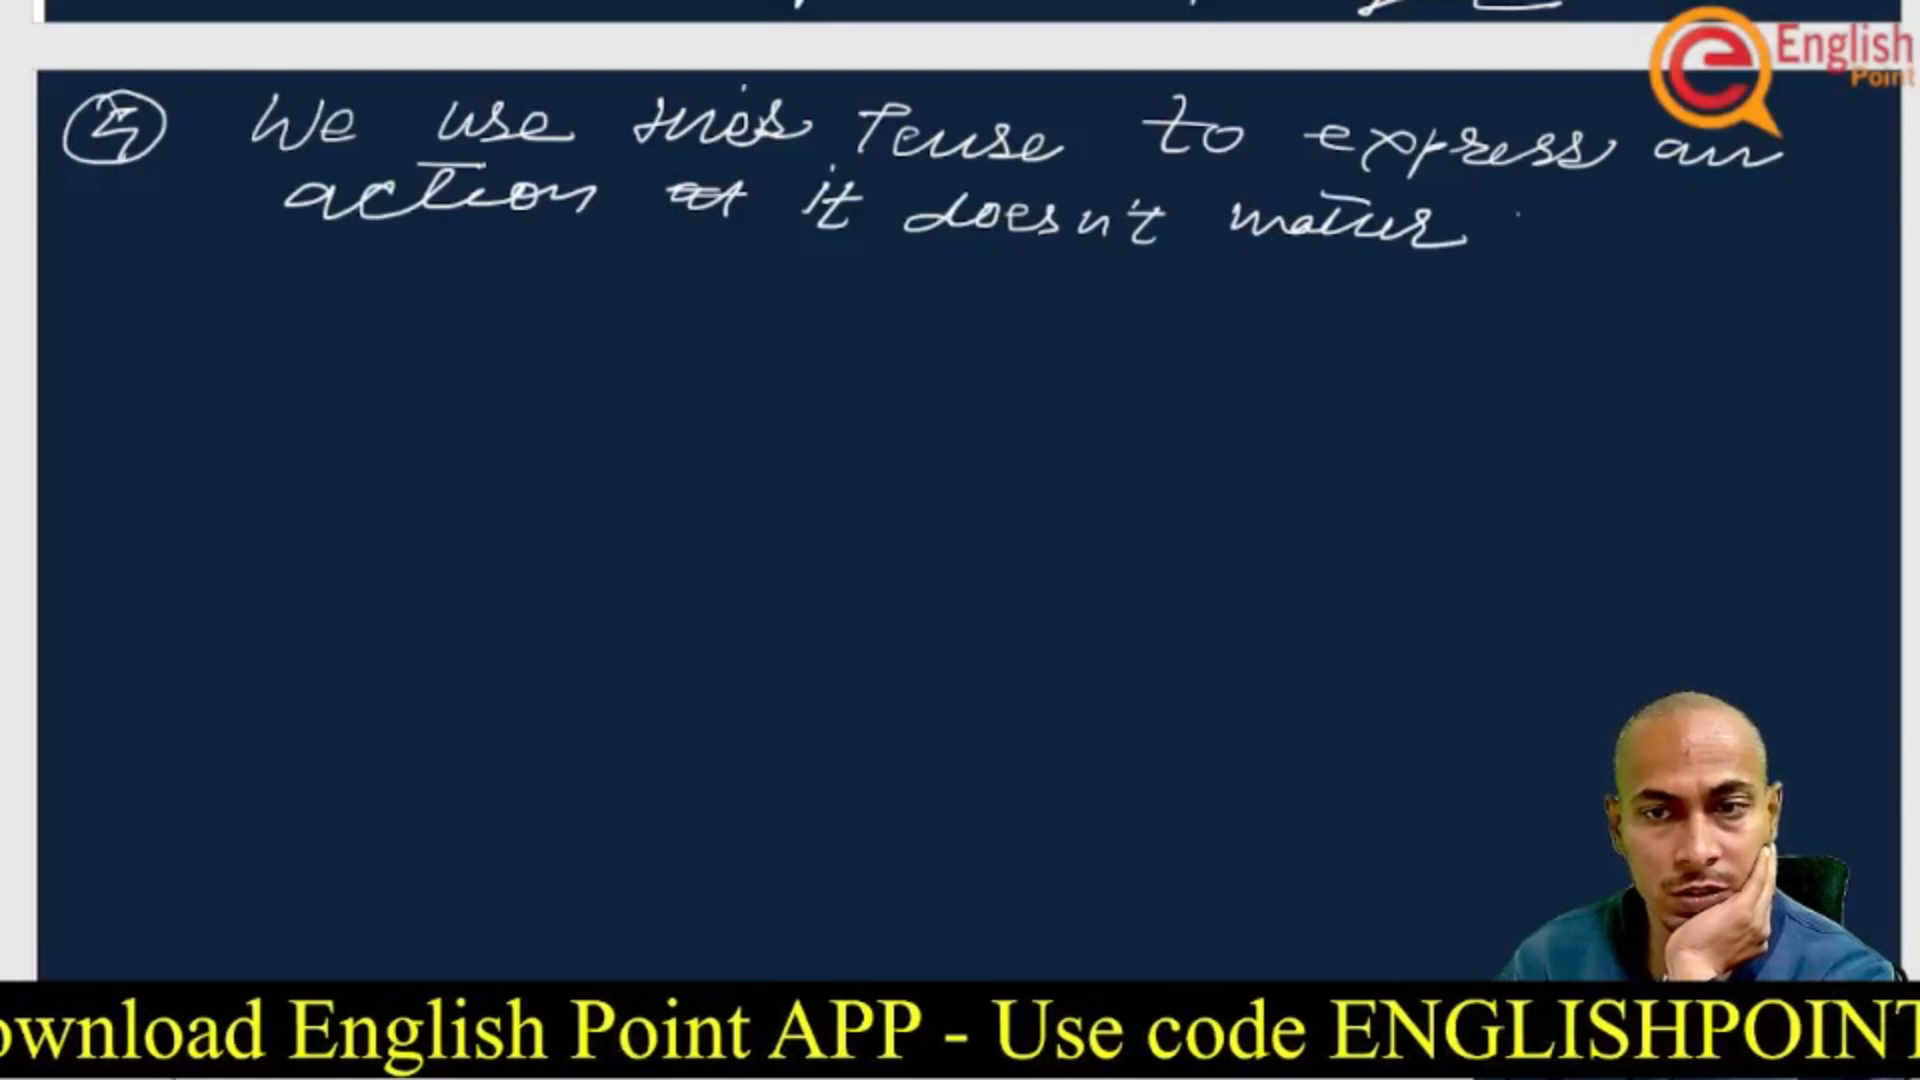 English
Point
We use this Tense to express an
action it doesn't matter
ownload English Point APP - Use code ENGLISHPOINT